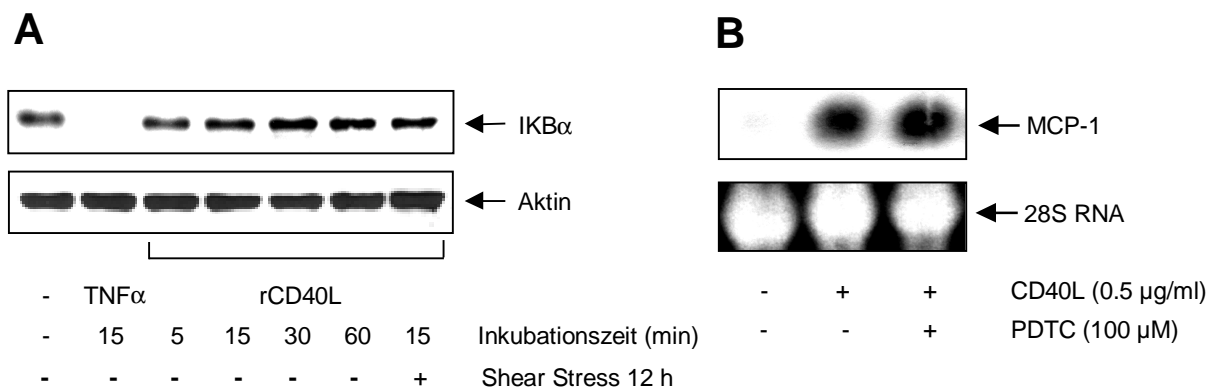 A
IKBα
Aktin
- TNFα rCD40L
- 15 5 15 30 60 15 Inkubationszeit (min)
- - - - - - + Shear Stress 12 h
B
MCP-1
28S RNA
- + + CD40L (0.5 µg/ml)
- - + PDTC (100 µM)